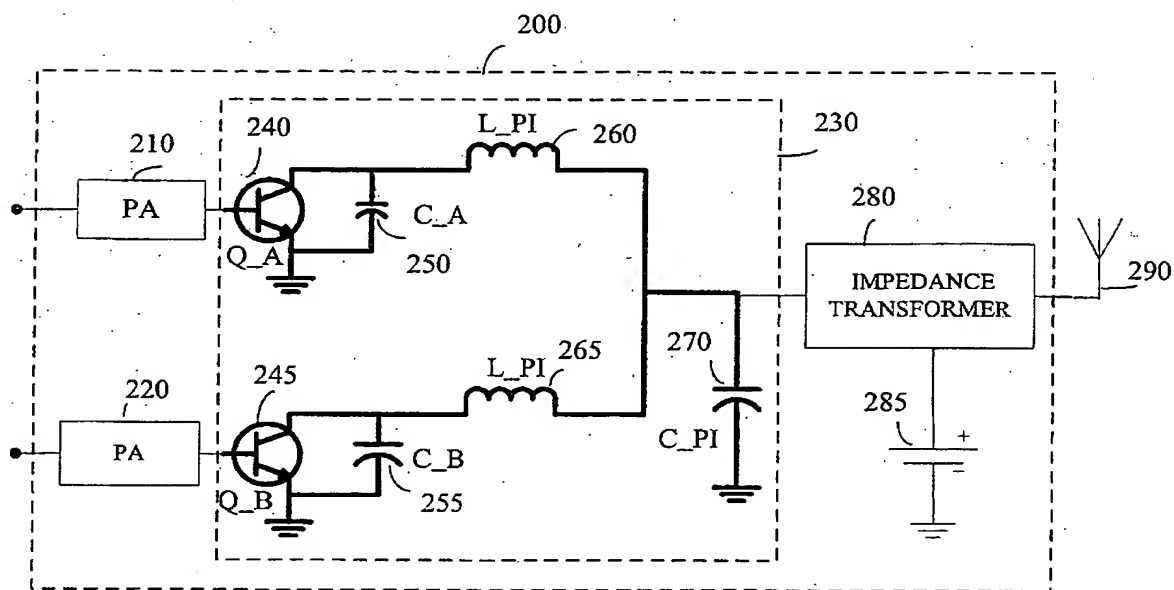 200
L_PI 260
230
210
240
PA
C_A
250
Q_A
280
IMPEDANCE
TRANSFORMER
290
L_PI 265
270
220
245
PA
C_B
255
Q_B
C_PI
285
+
–